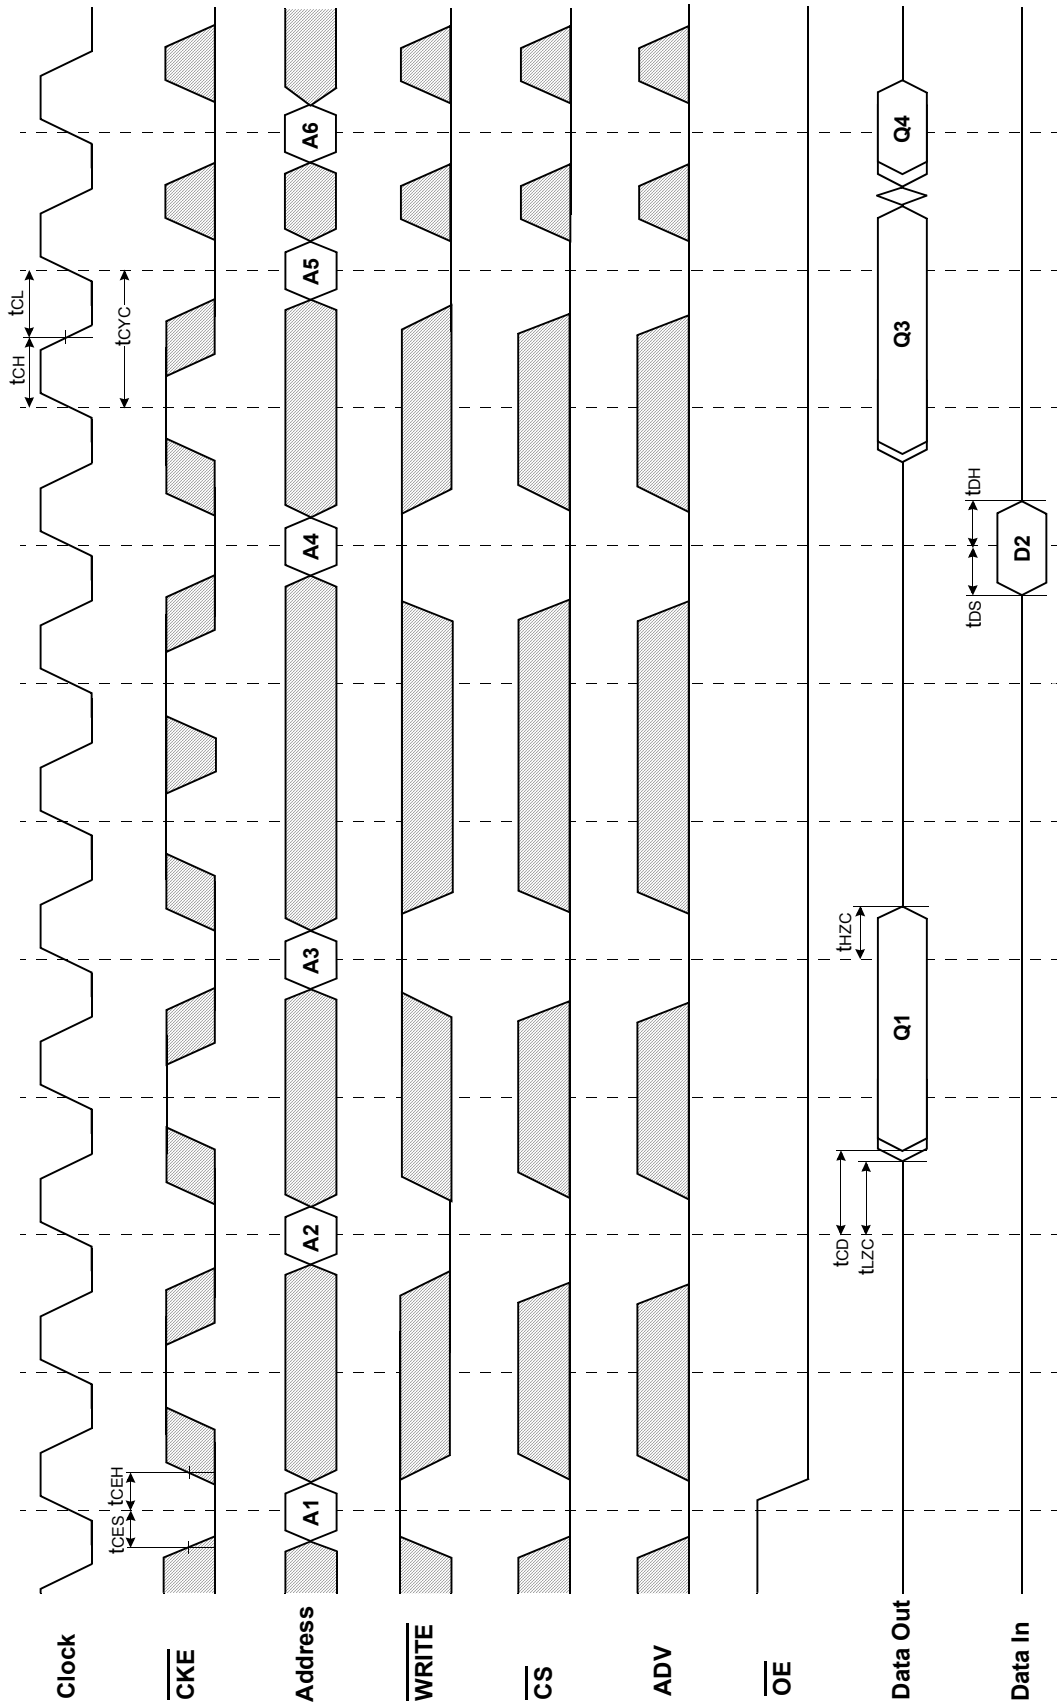 Clock
tCH
tCL
tCYC
CKE
tCES
tCEH
Address
A1
A2
A3
A4
A5
A6
WRITE
CS
ADV
OE
Data Out
tCD
tLZC
Q1
tHZC
Q3
Q4
Data In
tDS
D2
tDH